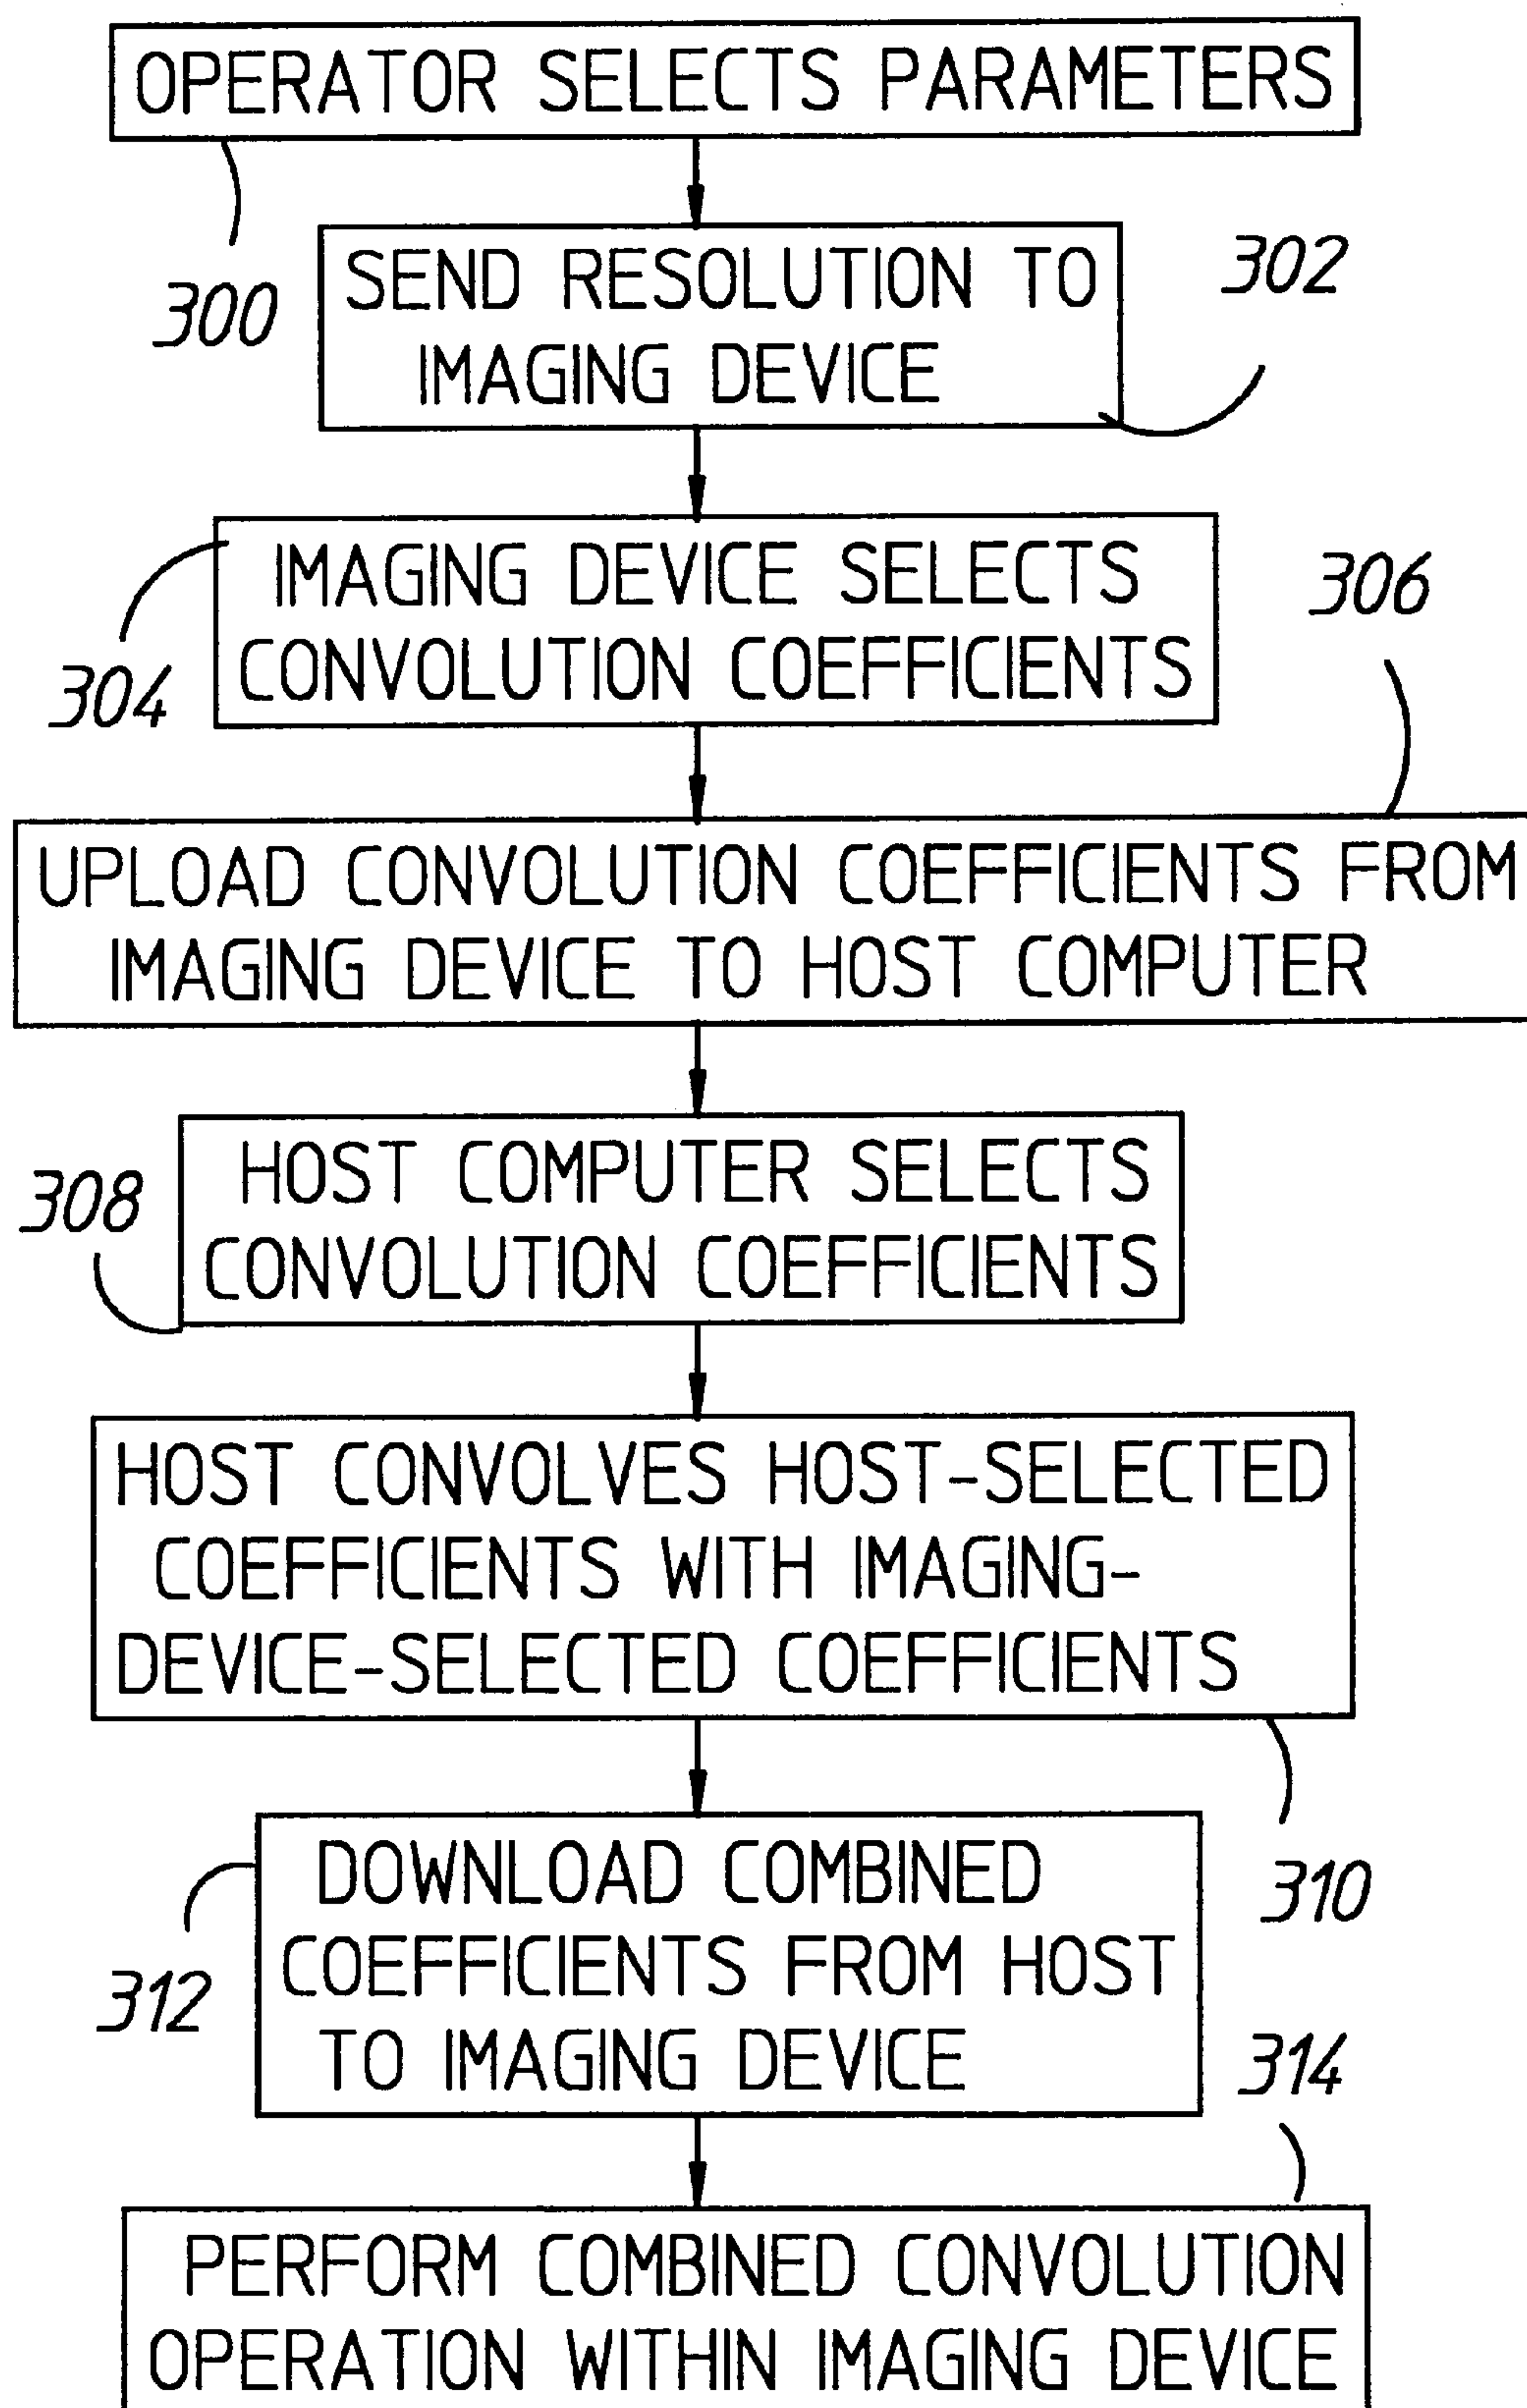 OPERATOR SELECTS PARAMETERS
300
SEND RESOLUTION TO
IMAGING DEVICE
302
IMAGING DEVICE SELECTS
CONVOLUTION COEFFICIENTS
304
306
UPLOAD CONVOLUTION COEFFICIENTS FROM
IMAGING DEVICE TO HOST COMPUTER
HOST COMPUTER SELECTS
CONVOLUTION COEFFICIENTS
308
HOST CONVOLVES HOST-SELECTED
COEFFICIENTS WITH IMAGING-
DEVICE-SELECTED COEFFICIENTS
310
DOWNLOAD COMBINED
COEFFICIENTS FROM HOST
TO IMAGING DEVICE
312
314
PERFORM COMBINED CONVOLUTION
OPERATION WITHIN IMAGING DEVICE